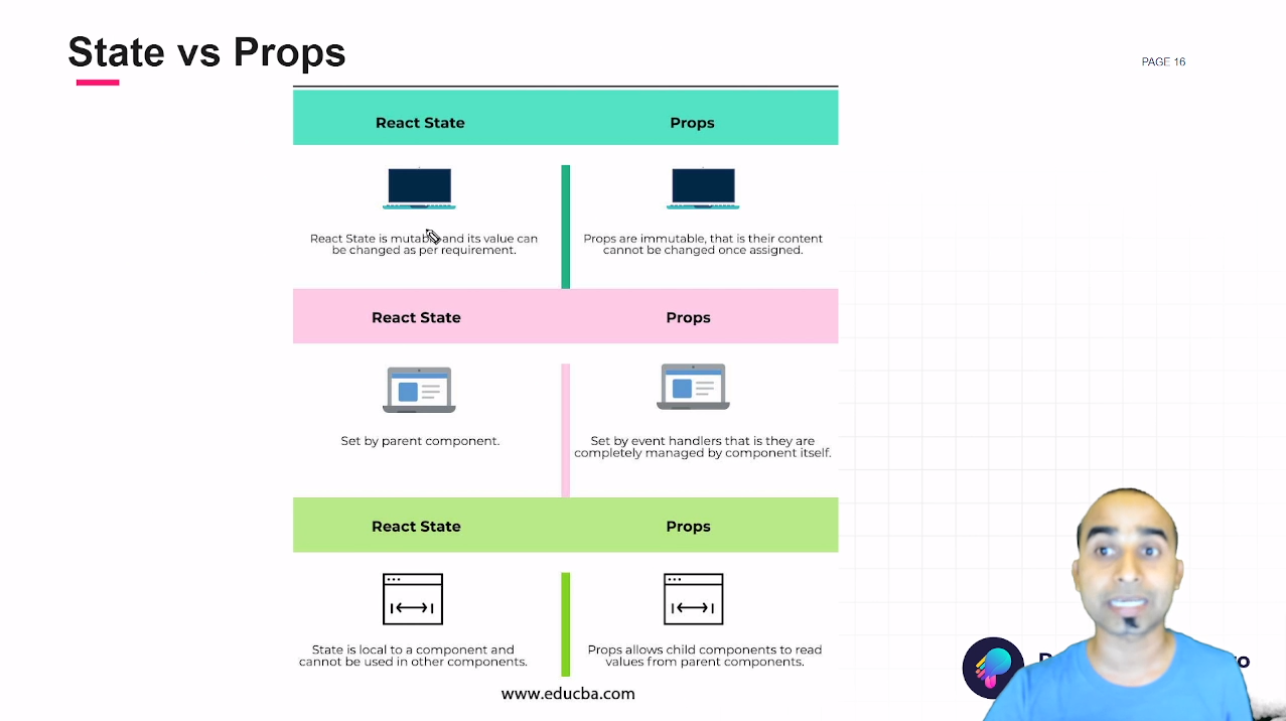 State vs Props
PAGE 16
React State
Props
React State is mutable and its value can
be changed as per requirement.
Props are immutable, that is their content
cannot be changed once assigned.
React State
Props
Set by parent component.
Set by event handlers that is they are
completely managed by component itself.
React State
Props
State is local to a component and
cannot be used in other components.
Props allows child components to read
values from parent components.
www.educba.com